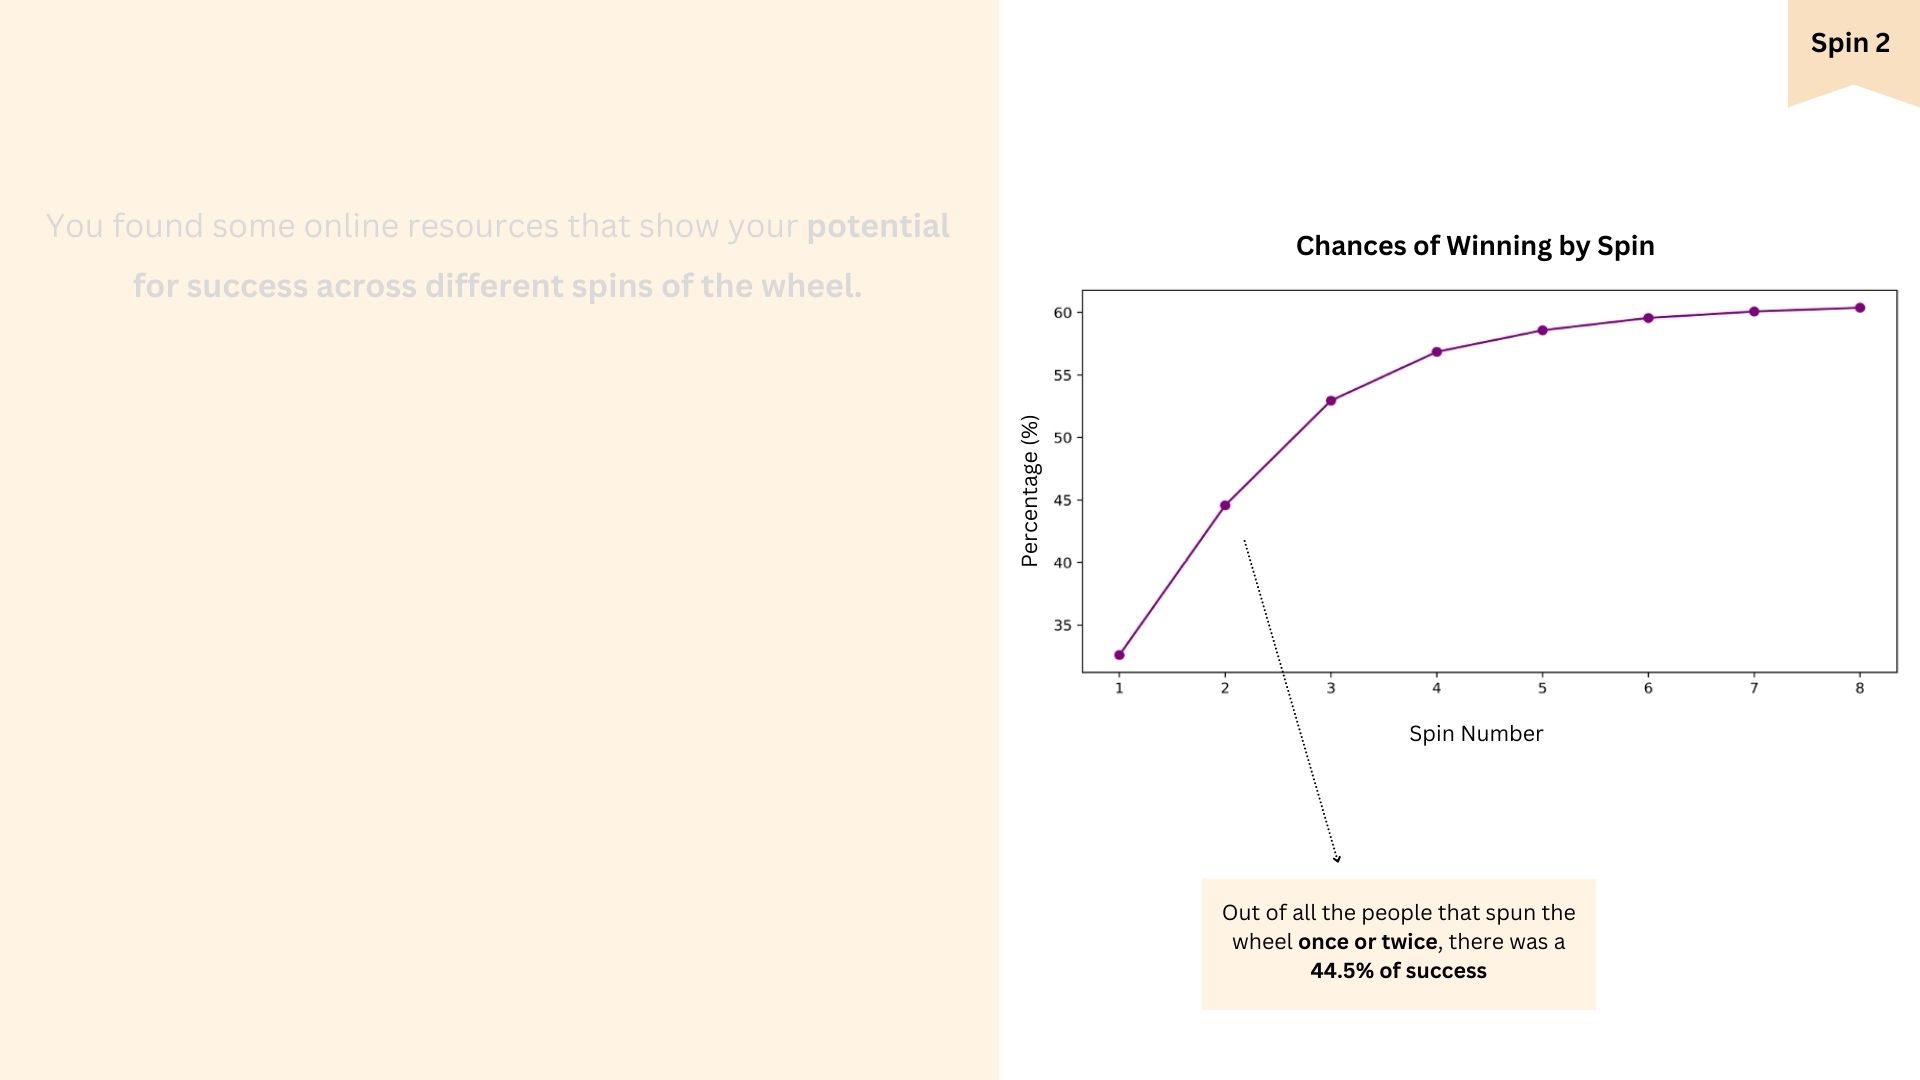 Spin 2
You found some online resources that show your potential
for success across different spins of the wheel.
Chances of Winning by Spin
Percentage (%)
60
55
50
45
40
35
1 2 3 4 5 6 7 8
Spin Number
Out of all the people that spun the
wheel once or twice, there was a
44.5% of success